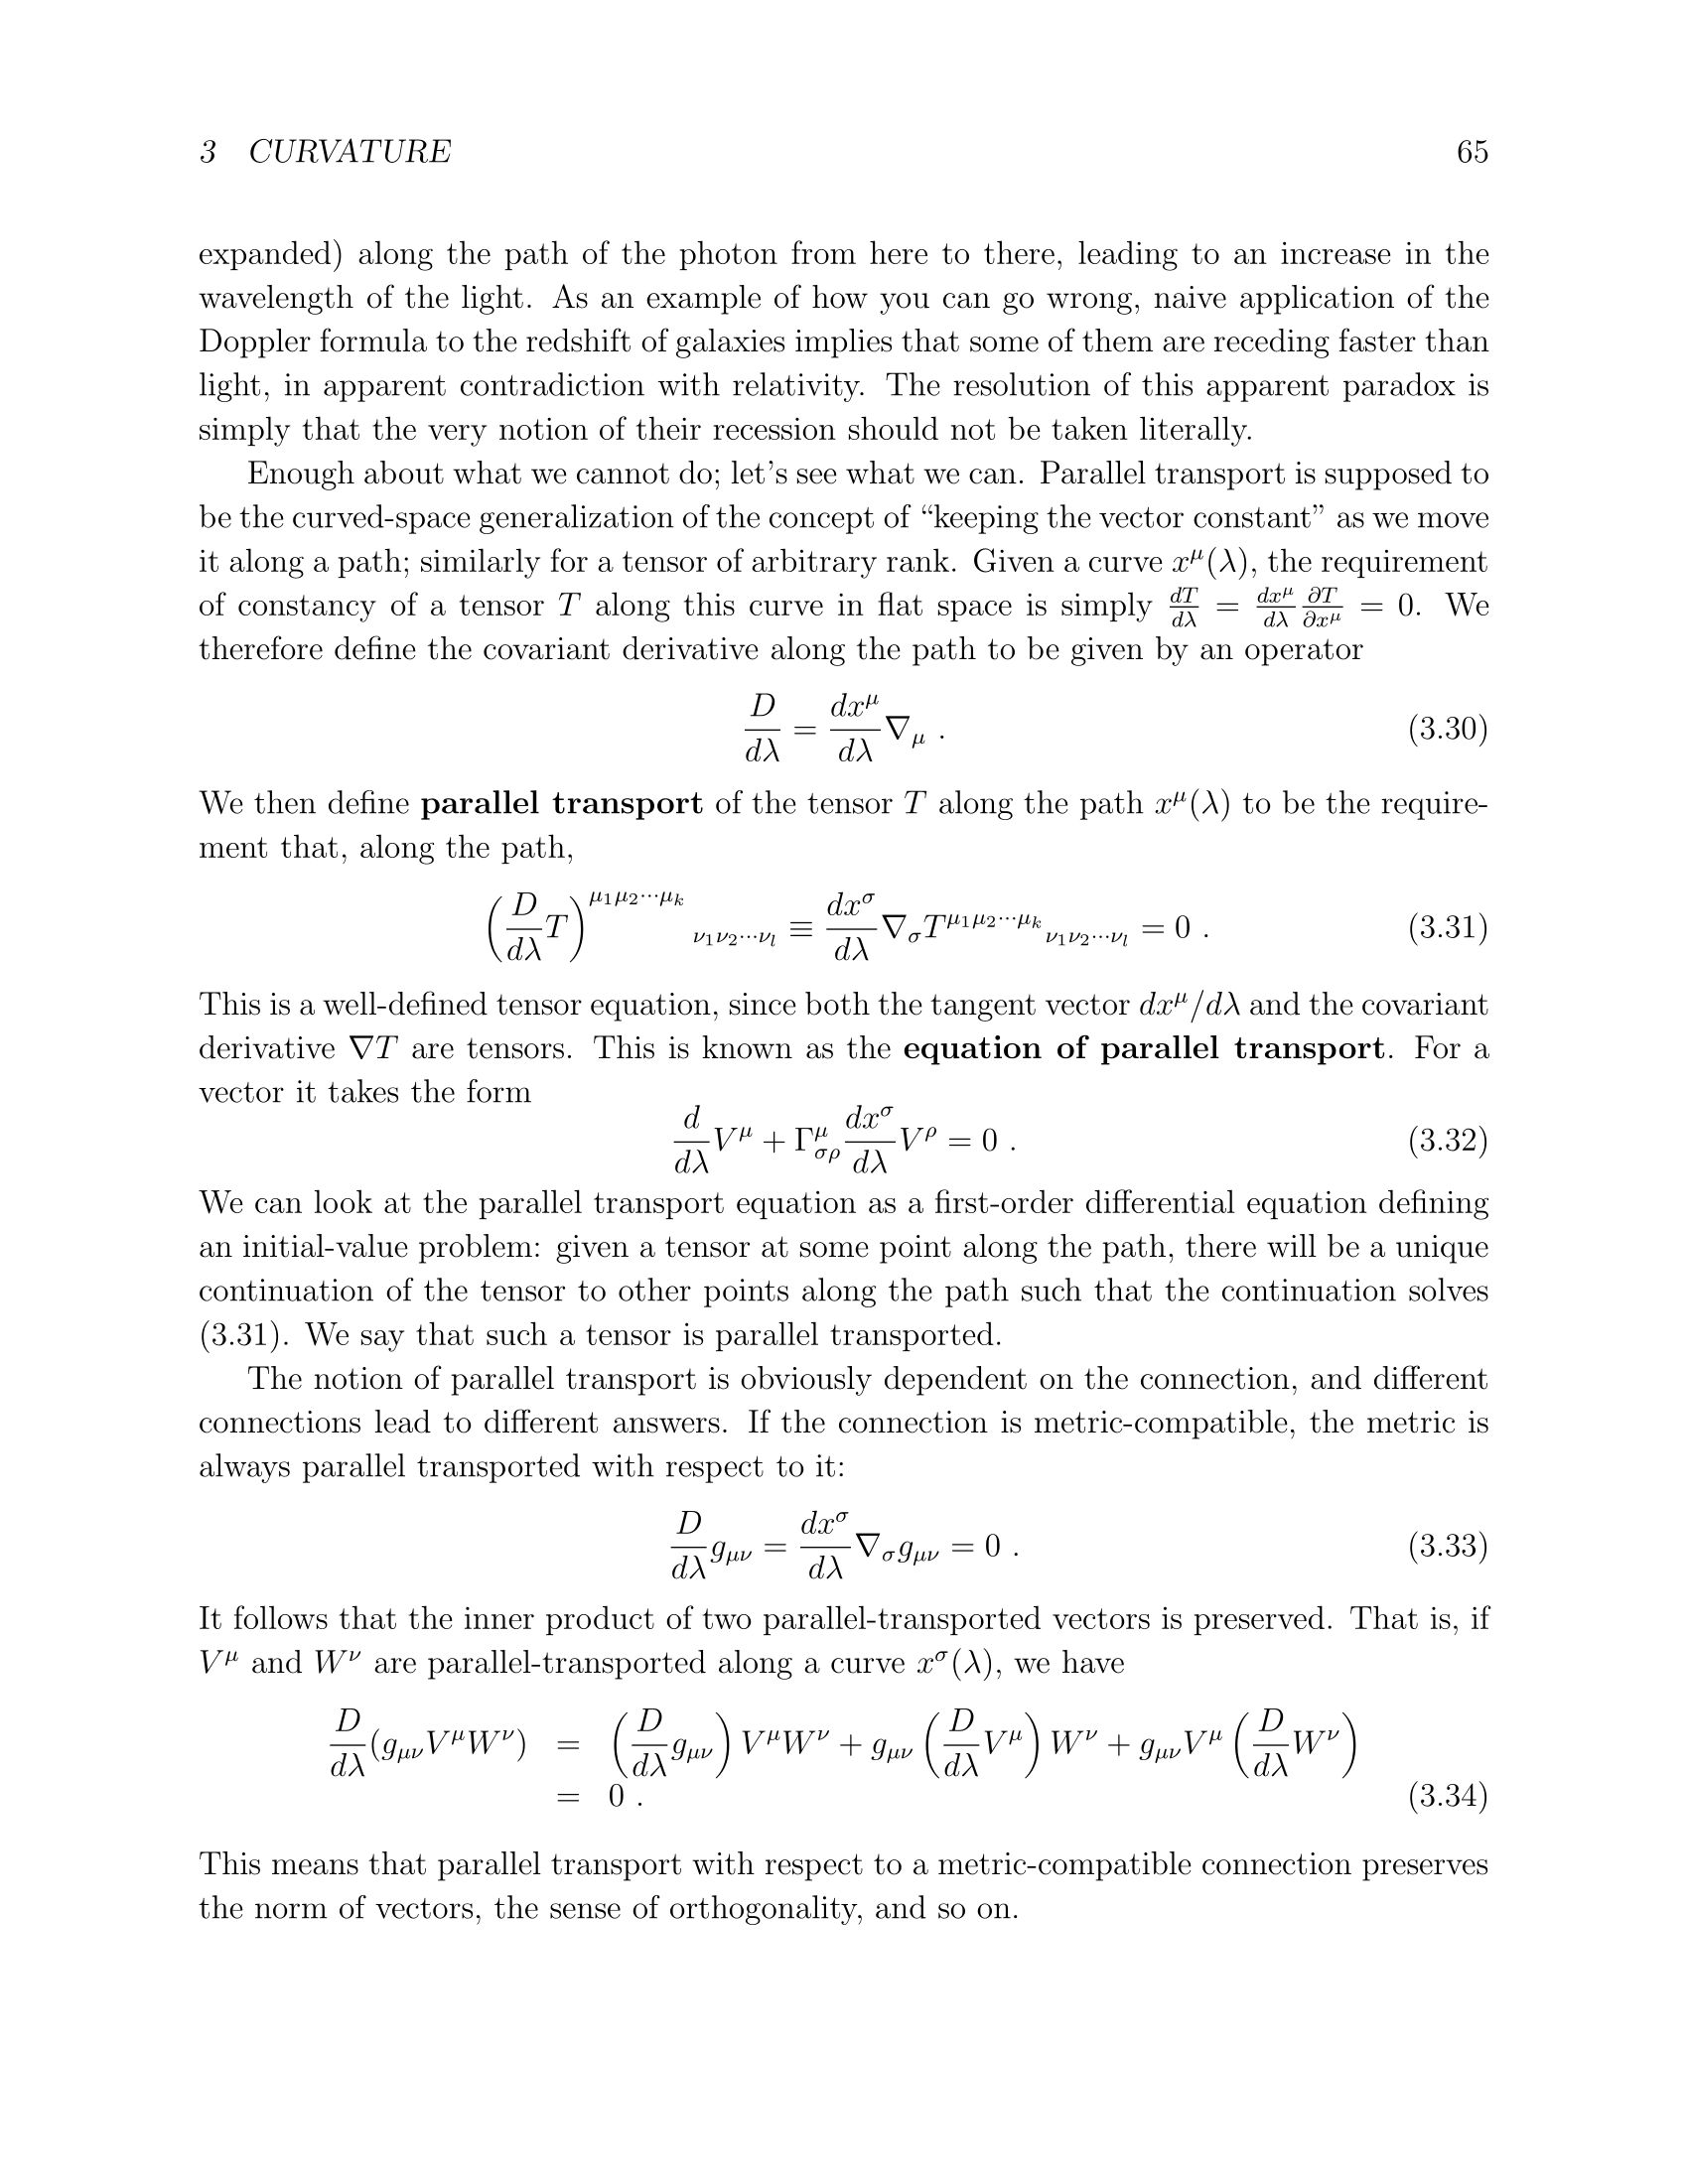 3 CURVATURE 65
expanded) along the path of the photon from here to there, leading to an increase in the
wavelength of the light. As an example of how you can go wrong, naive application of the
Doppler formula to the redshift of galaxies implies that some of them are receding faster than
light, in apparent contradiction with relativity. The resolution of this apparent paradox is
simply that the very notion of their recession should not be taken literally.
Enough about what we cannot do; let's see what we can. Parallel transport is supposed to
be the curved-space generalization of the concept of “keeping the vector constant” as we move
it along a path; similarly for a tensor of arbitrary rank. Given a curve $x^\mu(\lambda)$, the requirement
of constancy of a tensor $T$ along this curve in flat space is simply $\frac{dT}{d\lambda} = \frac{dx^\mu}{d\lambda}\frac{\partial T}{\partial x^\mu} = 0$. We
therefore define the covariant derivative along the path to be given by an operator
$\frac{D}{d\lambda} = \frac{dx^\mu}{d\lambda}\nabla_\mu$ . (3.30)
We then define parallel transport of the tensor $T$ along the path $x^\mu(\lambda)$ to be the require-
ment that, along the path,
$\left(\frac{D}{d\lambda}T\right)^{\mu_1\mu_2\cdots\mu_k}{}_{\nu_1\nu_2\cdots\nu_l} \equiv \frac{dx^\sigma}{d\lambda}\nabla_\sigma T^{\mu_1\mu_2\cdots\mu_k}{}_{\nu_1\nu_2\cdots\nu_l} = 0$ . (3.31)
This is a well-defined tensor equation, since both the tangent vector $dx^\mu/d\lambda$ and the covariant
derivative $\nabla T$ are tensors. This is known as the equation of parallel transport. For a
vector it takes the form
$\frac{d}{d\lambda}V^\mu + \Gamma^\mu_{\sigma\rho}\frac{dx^\sigma}{d\lambda}V^\rho = 0$ . (3.32)
We can look at the parallel transport equation as a first-order differential equation defining
an initial-value problem: given a tensor at some point along the path, there will be a unique
continuation of the tensor to other points along the path such that the continuation solves
(3.31). We say that such a tensor is parallel transported.
The notion of parallel transport is obviously dependent on the connection, and different
connections lead to different answers. If the connection is metric-compatible, the metric is
always parallel transported with respect to it:
$\frac{D}{d\lambda}g_{\mu\nu} = \frac{dx^\sigma}{d\lambda}\nabla_\sigma g_{\mu\nu} = 0$ . (3.33)
It follows that the inner product of two parallel-transported vectors is preserved. That is, if
$V^\mu$ and $W^\nu$ are parallel-transported along a curve $x^\sigma(\lambda)$, we have
$\frac{D}{d\lambda}(g_{\mu\nu}V^\mu W^\nu) = \left(\frac{D}{d\lambda}g_{\mu\nu}\right)V^\mu W^\nu + g_{\mu\nu}\left(\frac{D}{d\lambda}V^\mu\right)W^\nu + g_{\mu\nu}V^\mu\left(\frac{D}{d\lambda}W^\nu\right)$
$= 0$ . (3.34)
This means that parallel transport with respect to a metric-compatible connection preserves
the norm of vectors, the sense of orthogonality, and so on.